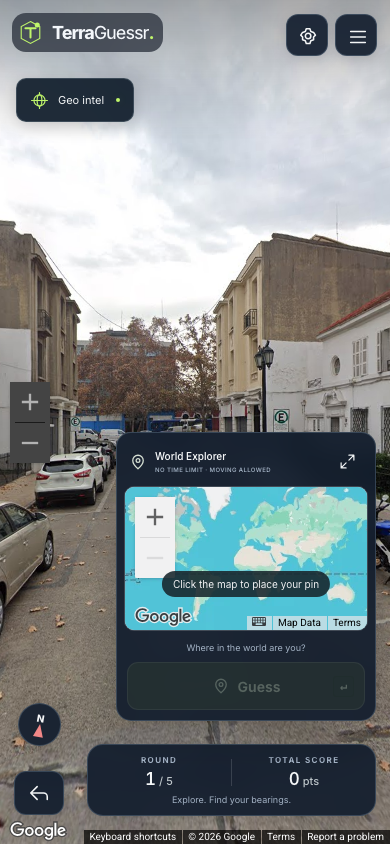 TerraGuessr.
Geo intel
E
E
World Explorer
NO TIME LIMIT · MOVING ALLOWED
Click the map to place your pin
Google
Map Data
Terms
Where in the world are you?
Guess
N
ROUND
1 / 5
TOTAL SCORE
0 pts
Explore. Find your bearings.
Google
Keyboard shortcuts
© 2026 Google
Terms
Report a problem